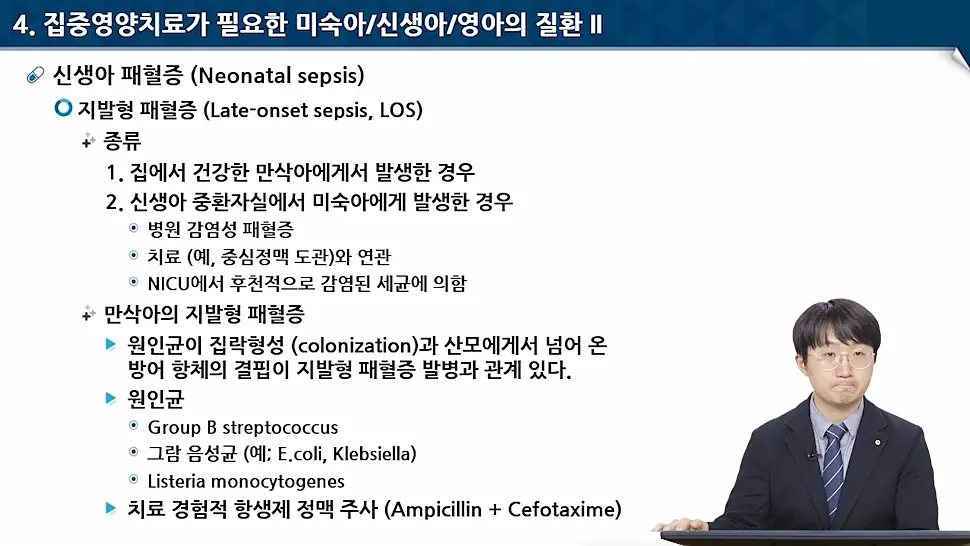 4. 집중영양치료가 필요한 미숙아/신생아/영아의 질환 II
신생아 패혈증 (Neonatal sepsis)
지발형 패혈증 (Late-onset sepsis, LOS)
종류
1. 집에서 건강한 만삭아에게서 발생한 경우
2. 신생아 중환자실에서 미숙아에게 발생한 경우
병원 감염성 패혈증
치료 (예, 중심정맥 도관)와 연관
NICU에서 후천적으로 감염된 세균에 의함
만삭아의 지발형 패혈증
원인균이 집락형성 (colonization)과 산모에게서 넘어 온
방어 항체의 결핍이 지발형 패혈증 발병과 관계 있다.
원인균
Group B streptococcus
그람 음성균 (예; E.coli, Klebsiella)
Listeria monocytogenes
치료 경험적 항생제 정맥 주사 (Ampicillin + Cefotaxime)